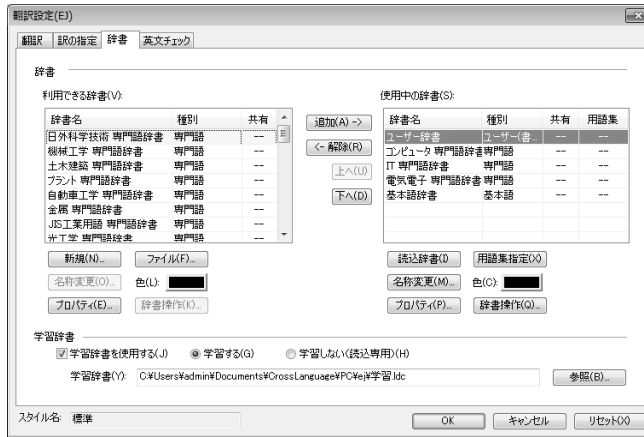 翻訳設定(EJ)
翻訳 訳の指定 辞書 英文チェック
辞書
利用できる辞書(V): 使用中の辞書(S):
辞書名 種別 共有
日外科学技術 専門語辞書 専門語 --
機械工学 専門語辞書 専門語 --
土木建築 専門語辞書 専門語 --
プラント 専門語辞書 専門語 --
自動車工学 専門語辞書 専門語 --
金属 専門語辞書 専門語 --
JIS工業用語 専門語辞書 専門語 --
光工学 専門語辞書 専門語 --
追加(A) ->
<- 解除(R)
上へ(U)
下へ(D)
辞書名 種別 共有 用語集
ユーザー辞書 ユーザー(書... -- --
コンピュータ 専門語辞書 専門語 -- --
IT 専門語辞書 専門語 -- --
電気電子 専門語辞書 専門語 -- --
基本語辞書 基本語 -- --
新規(N)... ファイル(F)...
名称変更(O)... 色(L):
プロパティ(E)... 辞書操作(K)...
読込辞書(I) 用語集指定(X)
名称変更(M)... 色(C):
プロパティ(P)... 辞書操作(Q)...
学習辞書
学習辞書を使用する(J) 学習する(G) 学習しない(読込専用)(H)
学習辞書(Y): C:¥Users¥admin¥Documents¥CrossLanguage¥PC¥ej¥学習.ldc 参照(B)...
スタイル名: 標準 OK キャンセル リセット(X)